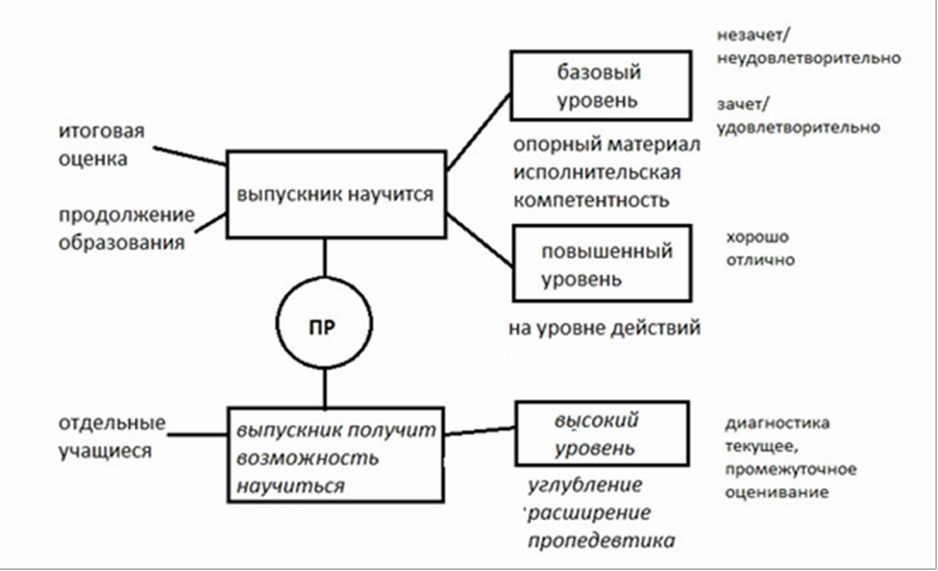 незачет/
неудовлетворительно
базовый
уровень
зачет/
удовлетворительно
итоговая
оценка
опорный материал
исполнительская
компетентность
выпускник научится
продолжение
образования
повышенный
уровень
хорошо
отлично
на уровне действий
ПР
отдельные
учащиеся
выпускник получит
возможность
научиться
высокий
уровень
диагностика
текущее,
промежуточное
оценивание
углубление
расширение
пропедевтика